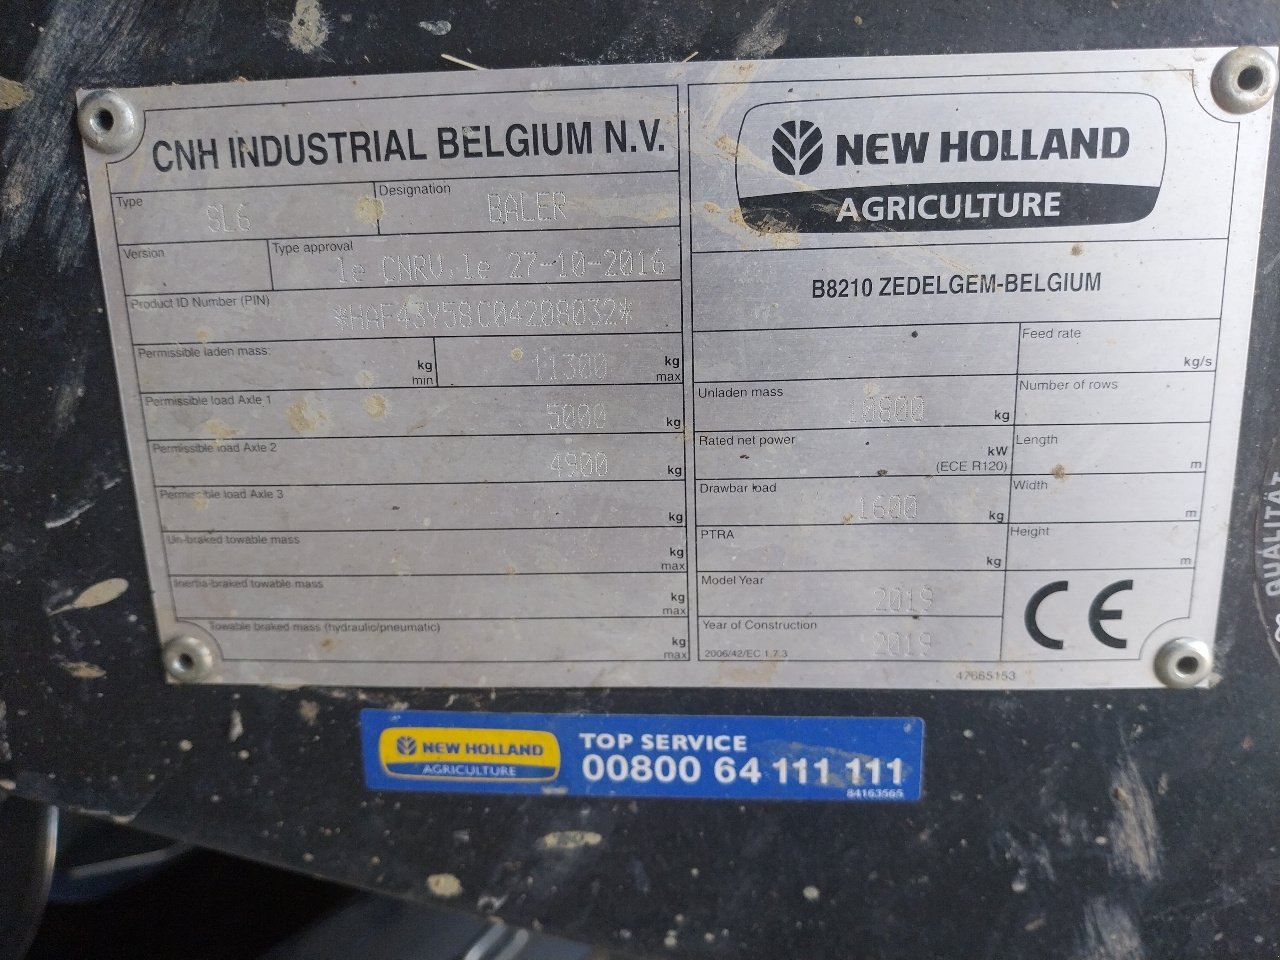 CNH INDUSTRIAL BELGIUM N.V.
Type
SL6
Designation
BALER
Version
Type approval
le CNRV, le 27-10-2016
Product ID Number (PIN)
*HAF43Y58C04208032*
Permissible laden mass:
kg
min
11300
kg
max
Permissible load Axle 1
5000
kg
Permissible load Axle 2
4900
kg
Permissible load Axle 3
kg
Un-braked towable mass
kg
max
Inertia-braked towable mass
kg
max
Towable braked mass (hydraulic/pneumatic)
kg
max
NEW HOLLAND
AGRICULTURE
B8210 ZEDELGEM-BELGIUM
Feed rate
kg/s
Unladen mass
10800
kg
Number of rows
Rated net power
kW
(ECE R120)
Length
m
Drawbar load
1600
kg
Width
m
PTRA
kg
Height
m
Model Year
2019
Year of Construction
2006/42/EC 1.7.3
2019
CE
47665153
NEW HOLLAND
AGRICULTURE
TOP SERVICE
00800 64 111 111
84163565
QUALITÄT